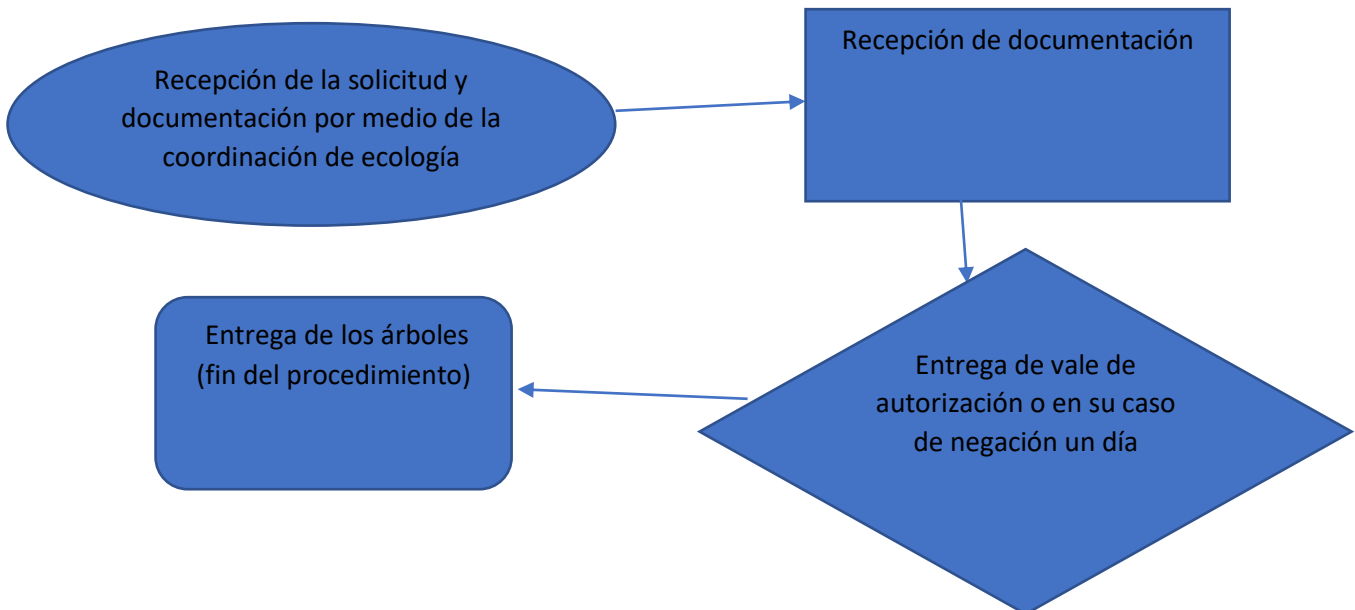 Recepción de la solicitud y
documentación por medio de la
coordinación de ecología
Recepción de documentación
Entrega de vale de
autorización o en su caso
de negación un día
Entrega de los árboles
(fin del procedimiento)